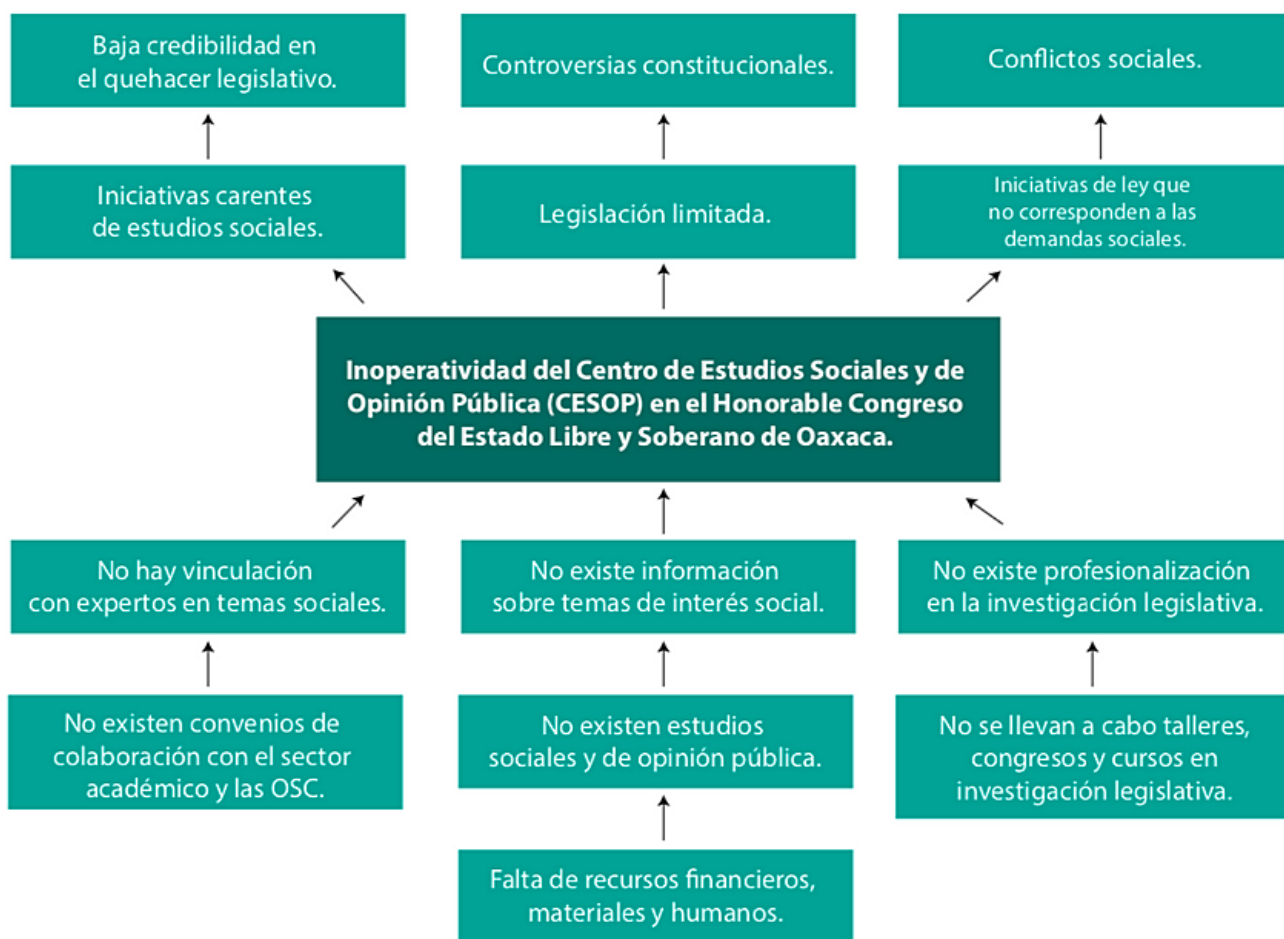 Baja credibilidad en
el quehacer legislativo.
Controversias constitucionales.
Conflictos sociales.
Iniciativas carentes
de estudios sociales.
Legislación limitada.
Iniciativas de ley que
no corresponden a las
demandas sociales.
Inoperatividad del Centro de Estudios Sociales y de
Opinión Pública (CESOP) en el Honorable Congreso
del Estado Libre y Soberano de Oaxaca.
No hay vinculación
con expertos en temas sociales.
No existe información
sobre temas de interés social.
No existe profesionalización
en la investigación legislativa.
No existen convenios de
colaboración con el sector
académico y las OSC.
No existen estudios
sociales y de opinión pública.
No se llevan a cabo talleres,
congresos y cursos en
investigación legislativa.
Falta de recursos financieros,
materiales y humanos.